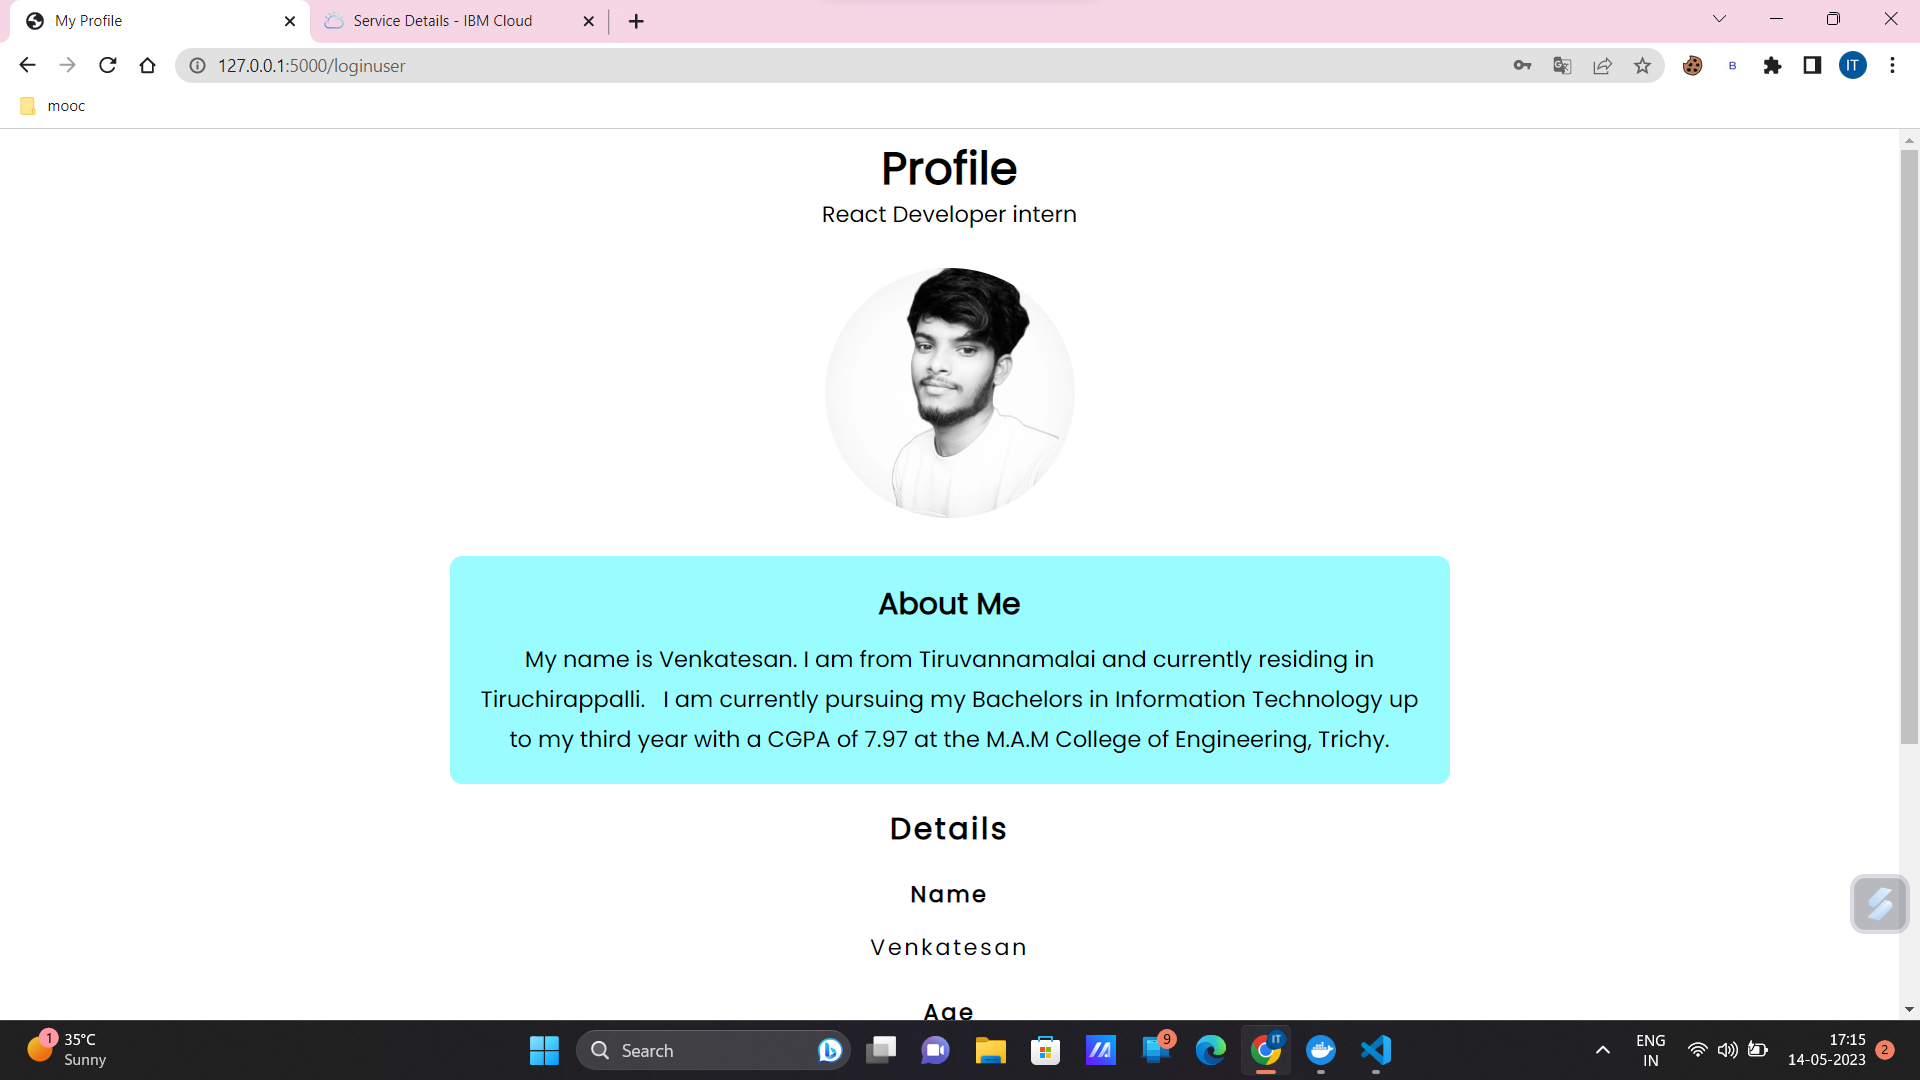 My Profile
Service Details - IBM Cloud
127.0.0.1:5000/loginuser
B
IT
mooc
Profile
React Developer intern
About Me
My name is Venkatesan. I am from Tiruvannamalai and currently residing in
Tiruchirappalli. I am currently pursuing my Bachelors in Information Technology up
to my third year with a CGPA of 7.97 at the M.A.M College of Engineering, Trichy.
Details
Name
Venkatesan
Age
1
35°C
Sunny
Search
9
IT
ENG
IN
17:15
14-05-2023
2